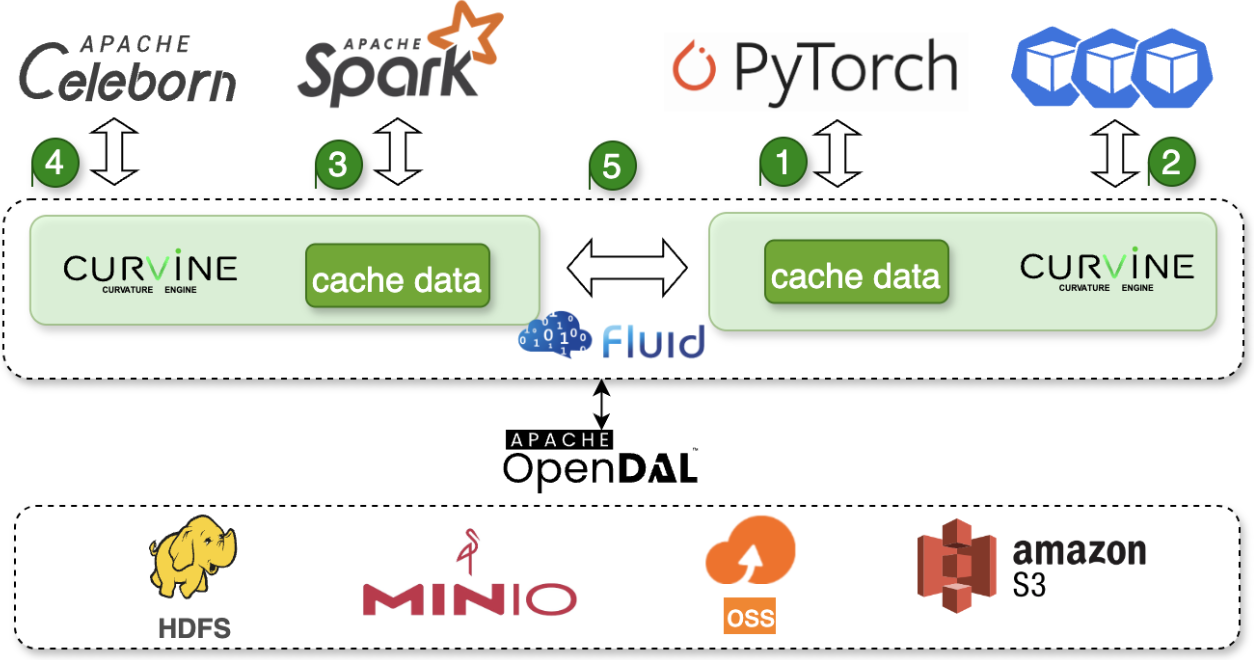 APACHE
Celeborn
APACHE
Spark
PyTorch
4
3
5
1
2
CURVINE
CURVATURE ENGINE
cache data
cache data
CURVINE
CURVATURE ENGINE
Fluid
APACHE
OpenDAL™
HDFS
MINIO
OSS
amazon
S3